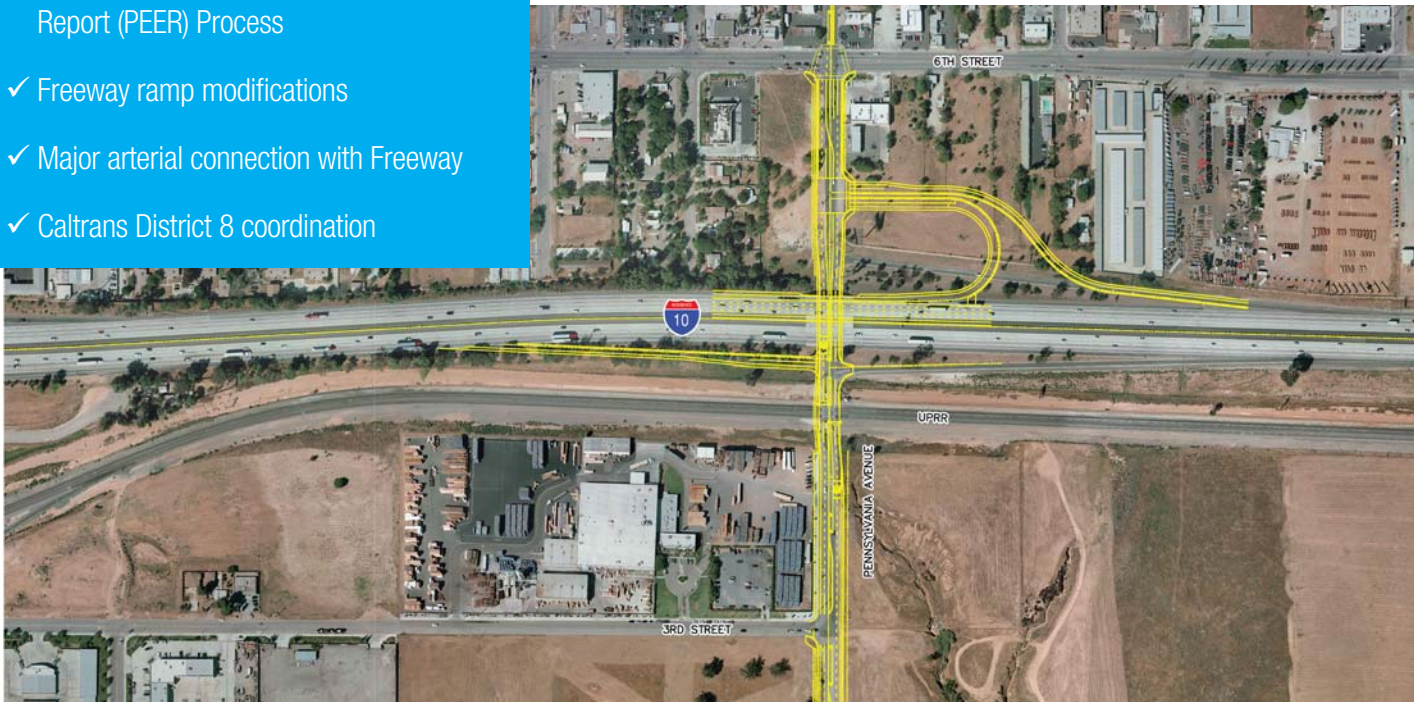 Report (PEER) Process
✓ Freeway ramp modifications
✓ Major arterial connection with Freeway
✓ Caltrans District 8 coordination
6TH STREET
10
UPRR
PENNSYLVANIA AVENUE
3RD STREET